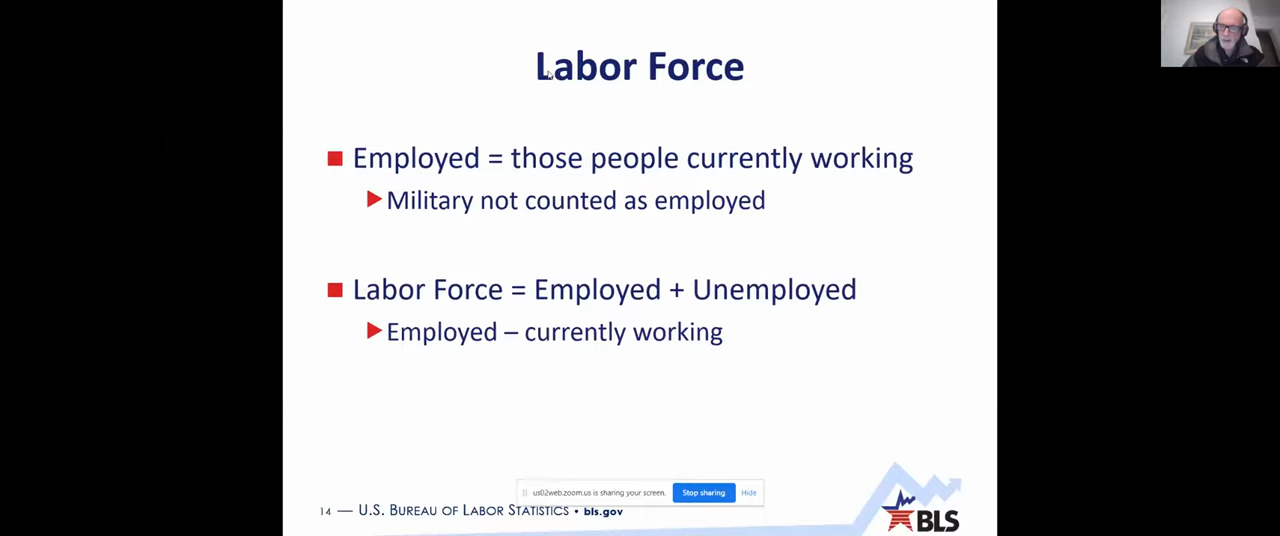 Labor Force
Employed = those people currently working
Military not counted as employed
Labor Force = Employed + Unemployed
Employed – currently working
us02web.zoom.us is sharing your screen. Stop sharing Hide
14 — U.S. BUREAU OF LABOR STATISTICS • bls.gov
BLS